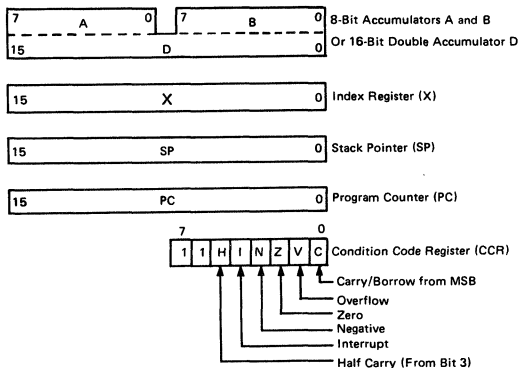 7 A 0 7 B 0 8-Bit Accumulators A and B
15 D 0 Or 16-Bit Double Accumulator D
15 X 0 Index Register (X)
15 SP 0 Stack Pointer (SP)
15 PC 0 Program Counter (PC)
7 0
1 1 H I N Z V C Condition Code Register (CCR)
Carry/Borrow from MSB
Overflow
Zero
Negative
Interrupt
Half Carry (From Bit 3)